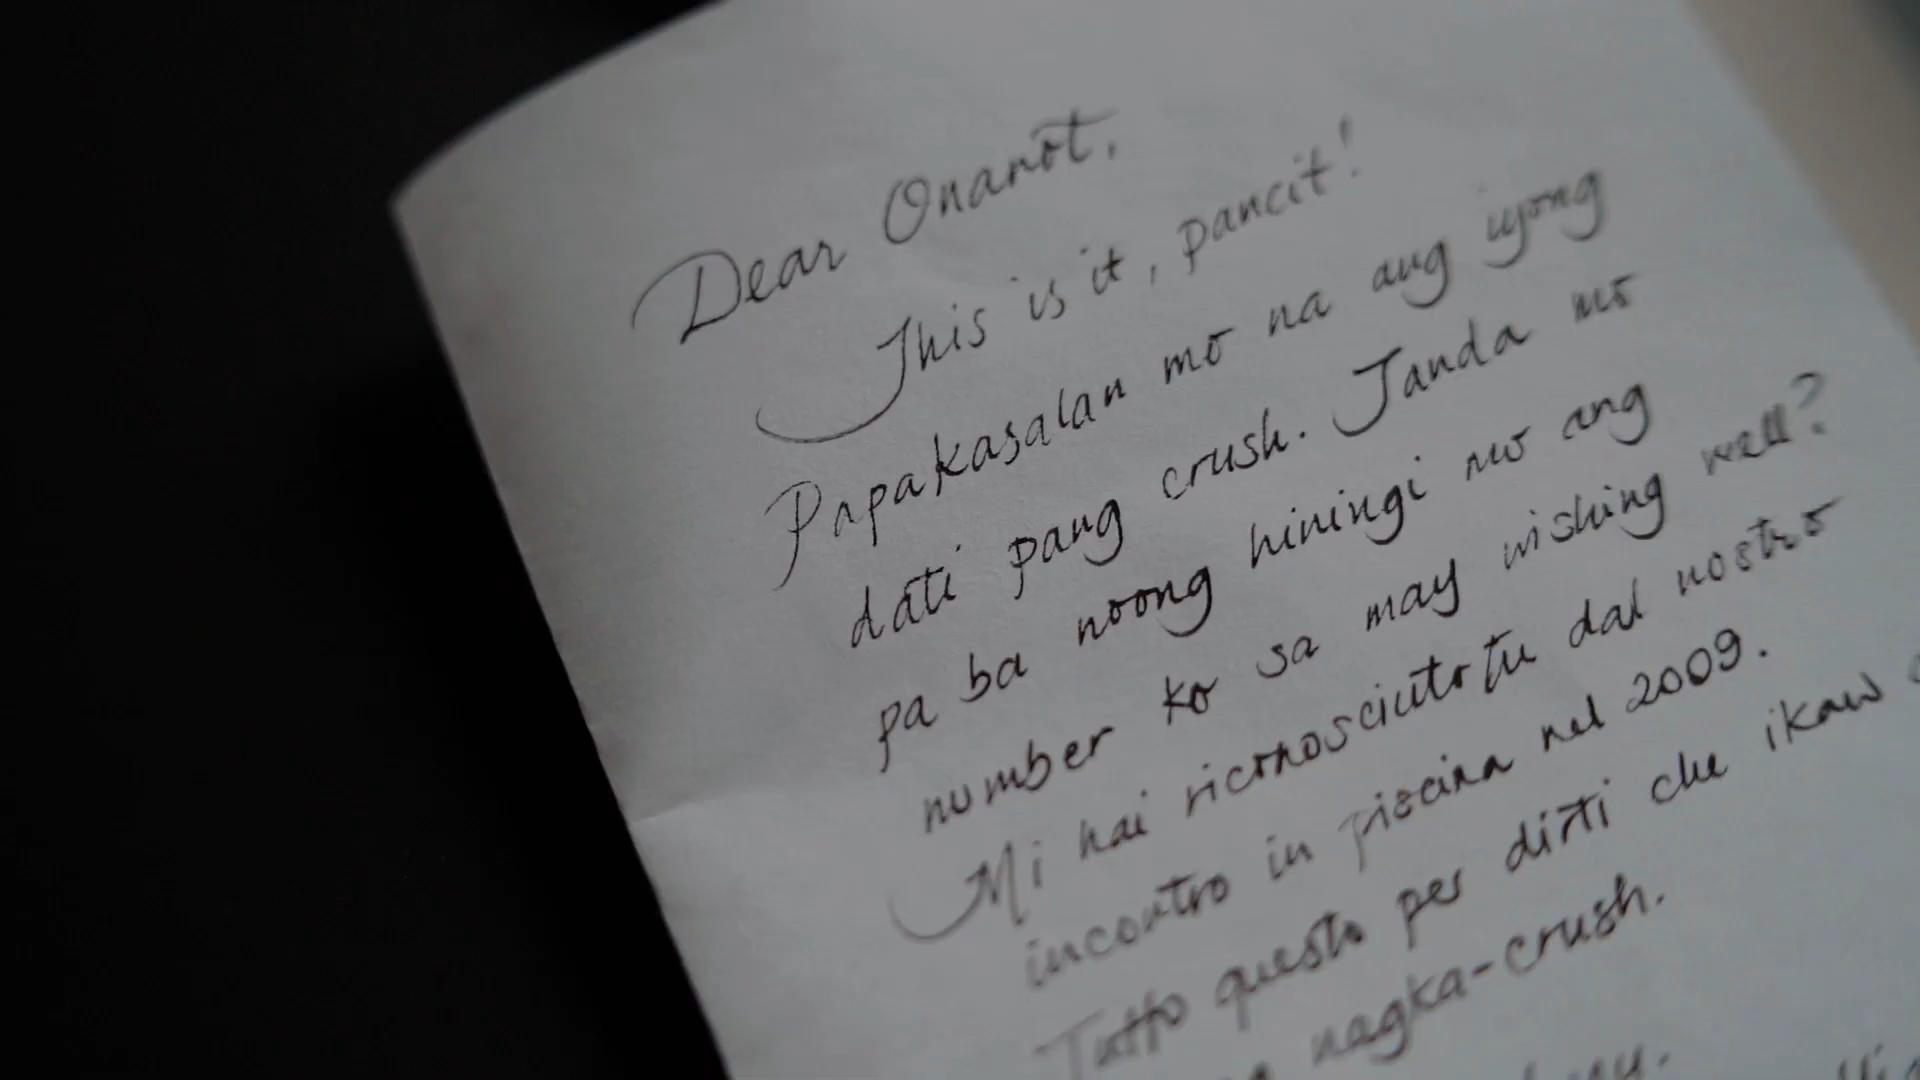 Dear Onarot,
This is it, pancit!
Papakasalan mo na ang iyong
dati pang crush. Tanda mo
pa ba noong hiningi mo ang
number ko sa may wishing well?
Mi hai riconosciuto tu dal nostro
incontro in piscina nel 2009.
Tutto questo per dirti che ikaw
nagka-crush.